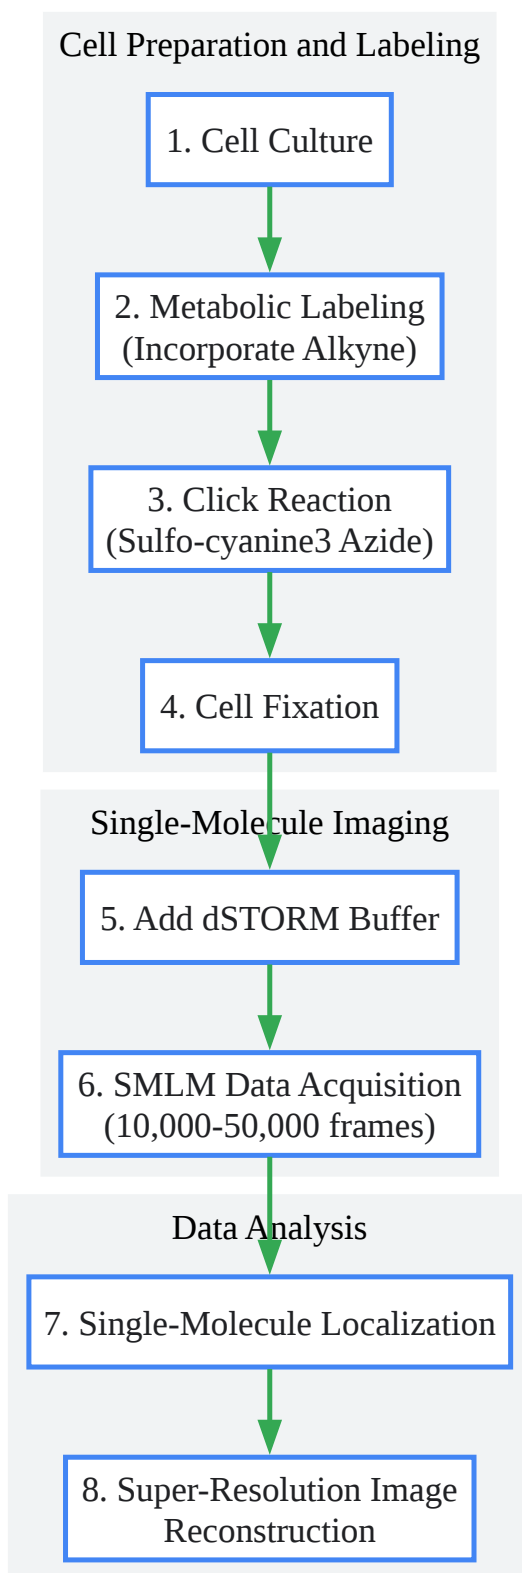 Cell Preparation and Labeling
1. Cell Culture
2. Metabolic Labeling
(Incorporate Alkyne)
3. Click Reaction
(Sulfo-cyanine3 Azide)
4. Cell Fixation
Single-Molecule Imaging
5. Add dSTORM Buffer
6. SMLM Data Acquisition
(10,000-50,000 frames)
Data Analysis
7. Single-Molecule Localization
8. Super-Resolution Image
Reconstruction